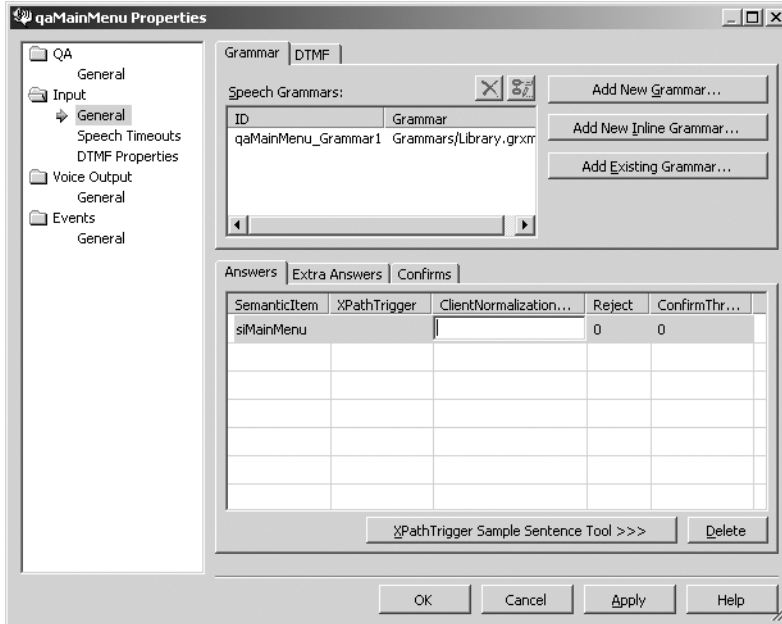 qaMainMenu Properties
QA
General
Input
General
Speech Timeouts
DTMF Properties
Voice Output
General
Events
General
Grammar DTMF
Speech Grammars:
ID Grammar
qaMainMenu_Grammar1 Grammars/Library.grxm
Add New Grammar...
Add New Inline Grammar...
Add Existing Grammar...
Answers Extra Answers Confirms
SemanticItem XPathTrigger ClientNormalization... Reject ConfirmThr...
siMainMenu 0 0
XPathTrigger Sample Sentence Tool >>> Delete
OK Cancel Apply Help